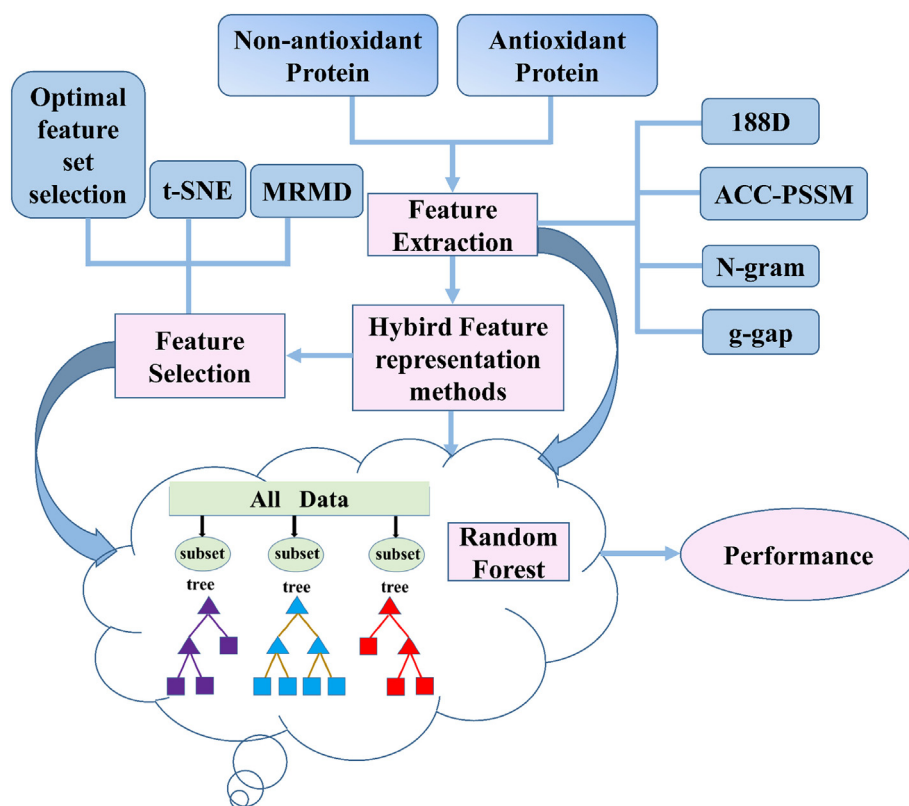 Non-antioxidant
Protein
Antioxidant
Protein
Optimal
feature
set
selection
t-SNE
MRMD
188D
ACC-PSSM
N-gram
g-gap
Feature
Extraction
Hybird Feature
representation
methods
Feature
Selection
All Data
subset
subset
subset
tree
tree
tree
Random
Forest
Performance